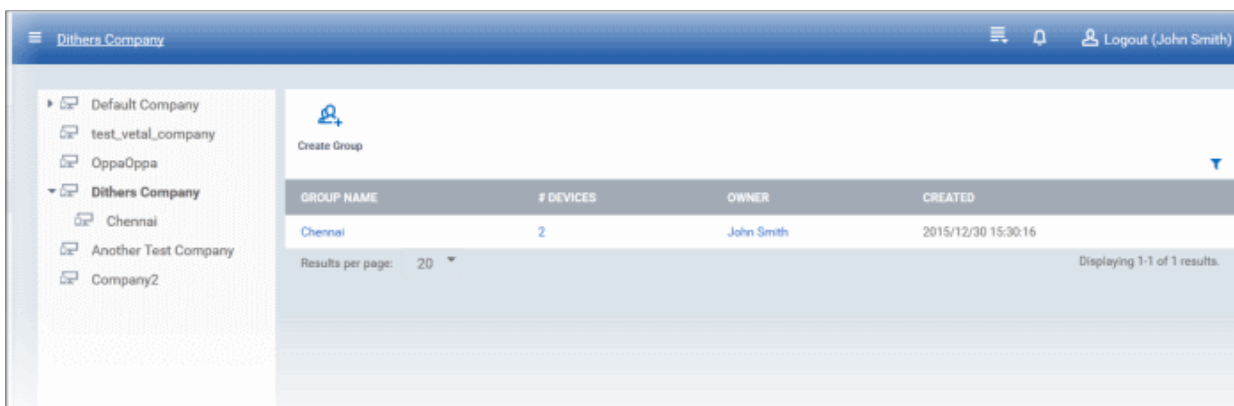 Dithers Company
Logout (John Smith)
Default Company
test_vetal_company
OppaOppa
Dithers Company
Chennai
Another Test Company
Company2
Create Group
GROUP NAME # DEVICES OWNER CREATED
Chennai 2 John Smith 2015/12/30 15:30:16
Results per page: 20 Displaying 1-1 of 1 results.